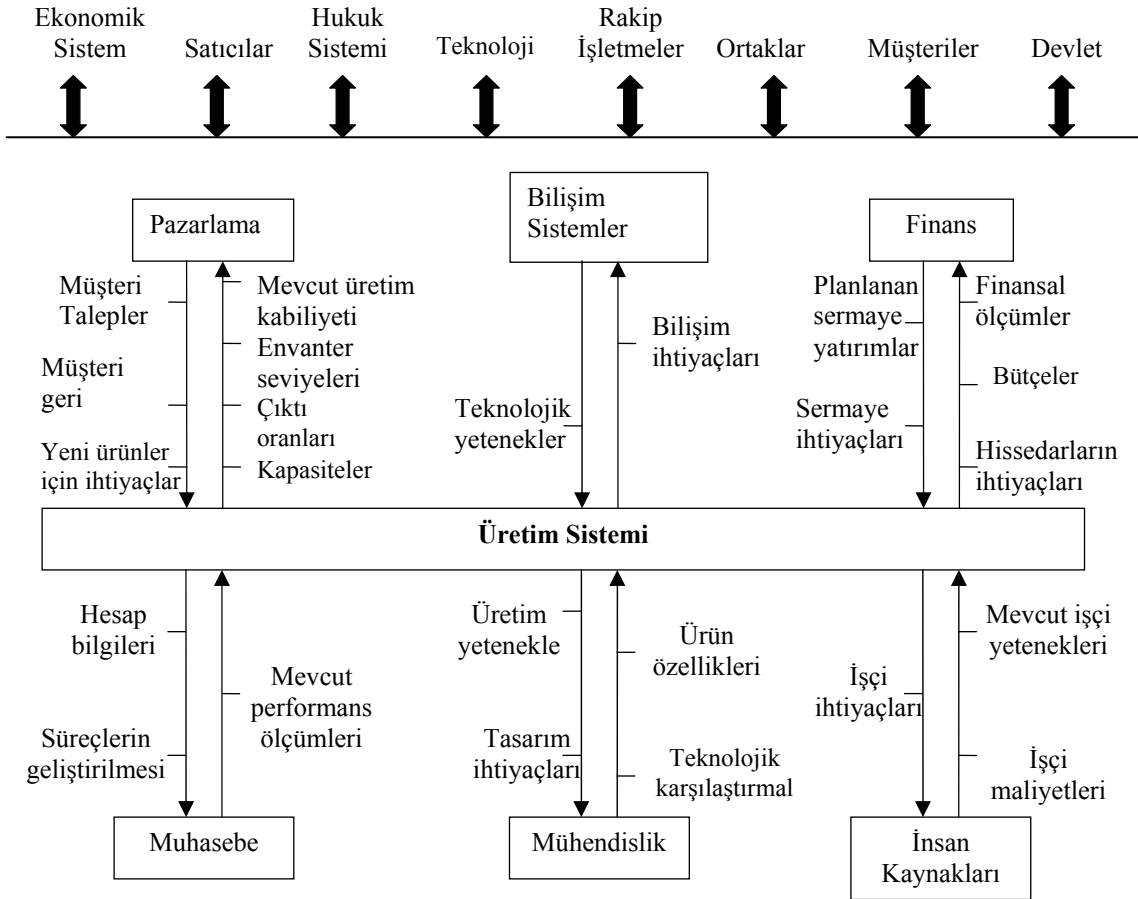 Ekonomik
Sistem
Satıcılar
Hukuk
Sistemi
Teknoloji
Rakip
İşletmeler
Ortaklar
Müşteriler
Devlet
Pazarlama
Bilişim
Sistemler
Finans
Müşteri
Talepler
Müşteri
geri
Yeni ürünler
için ihtiyaçlar
Mevcut üretim
kabiliyeti
Envanter
seviyeleri
Çıktı
oranları
Kapasiteler
Teknolojik
yetenekler
Bilişim
ihtiyaçları
Planlanan
sermaye
yatırımlar
Sermaye
ihtiyaçları
Finansal
ölçümler
Bütçeler
Hissedarların
ihtiyaçları
Üretim Sistemi
Hesap
bilgileri
Süreçlerin
geliştirilmesi
Mevcut
performans
ölçümleri
Üretim
yetenekle
Tasarım
ihtiyaçları
Ürün
özellikleri
Teknolojik
karşılaştırmal
İşçi
ihtiyaçları
Mevcut işçi
yetenekleri
İşçi
maliyetleri
Muhasebe
Mühendislik
İnsan
Kaynakları